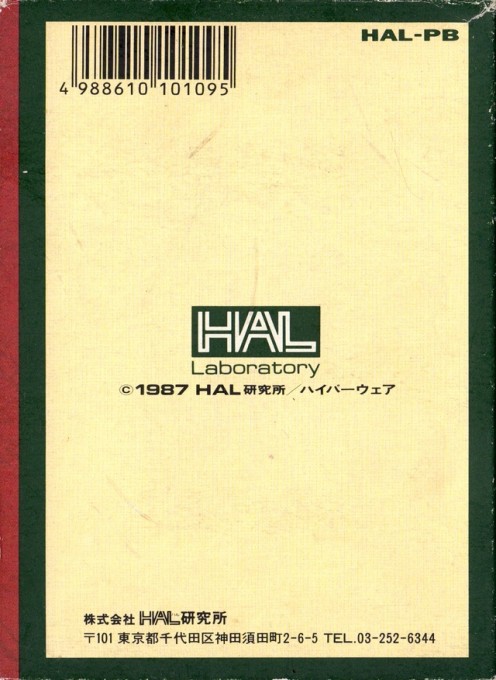 HAL-PB
4 988610 101095
HAL
Laboratory
©1987 HAL研究所/ハイパーウェア
株式会社 HAL研究所
〒101 東京都千代田区神田須田町2-6-5 TEL.03-252-6344